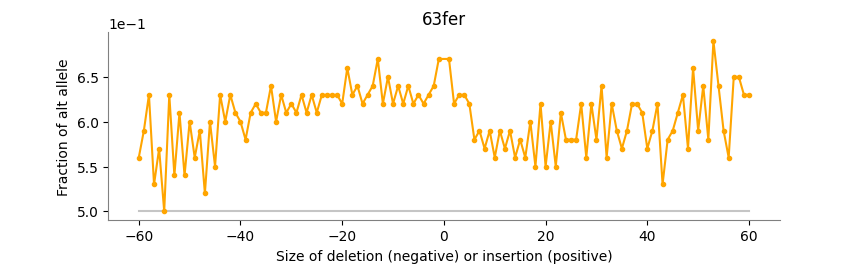 63fer
1e−1
Fraction of alt allele
6.5
6.0
5.5
5.0
−60 −40 −20 0 20 40 60
Size of deletion (negative) or insertion (positive)